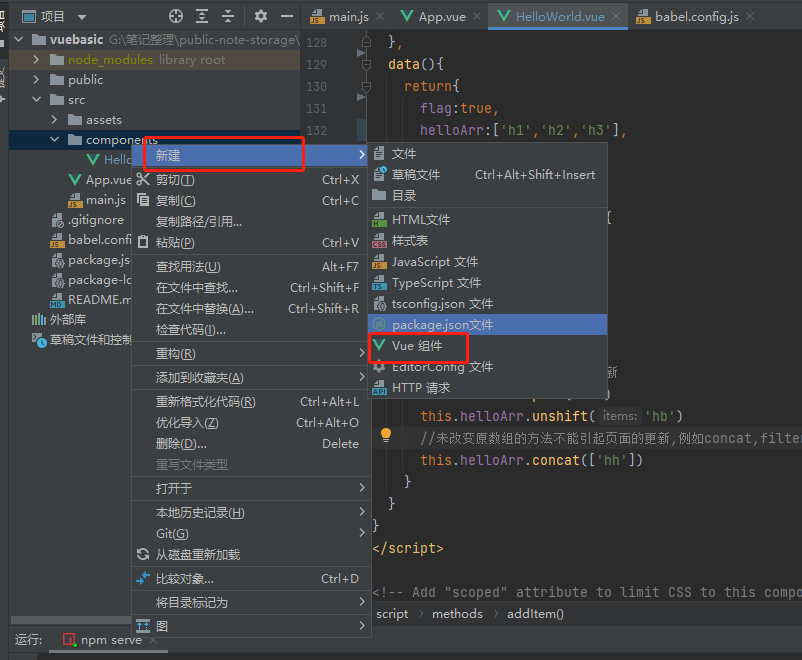 项目
main.js
App.vue
HelloWorld.vue
babel.config.js
vuebasic G:\笔记整理\public-note-storage\
node_modules library root
public
src
assets
components
Hello
App.vue
main.js
.gitignore
babel.confi
package.js
package-lo
README.m
外部库
草稿文件和控制
新建
剪切(T) Ctrl+X
复制(C) Ctrl+C
复制路径/引用...
粘贴(P) Ctrl+V
查找用法(U) Alt+F7
在文件中查找... Ctrl+Shift+F
在文件中替换(A)... Ctrl+Shift+R
检查代码(I)...
重构(R)
添加到收藏夹(A)
重新格式化代码(R) Ctrl+Alt+L
优化导入(Z) Ctrl+Alt+O
删除(D)... Delete
重写文件类型
打开于
本地历史记录(H)
Git(G)
从磁盘重新加载
比较对象... Ctrl+D
将目录标记为
图
文件
草稿文件 Ctrl+Alt+Shift+Insert
目录
HTML文件
样式表
JavaScript 文件
TypeScript 文件
tsconfig.json 文件
package.json文件
Vue 组件
EditorConfig 文件
HTTP 请求
128 },
129 data(){
130 return{
131 flag:true,
132 helloArr:['h1','h2','h3'],
{
新
)
this.helloArr.unshift( items: 'hb')
//未改变原数组的方法不能引起页面的更新,例如concat,filter
this.helloArr.concat(['hh'])
}
}
}
</script>
<!-- Add "scoped" attribute to limit CSS to this compo
script › methods › addItem()
运行: npm serve